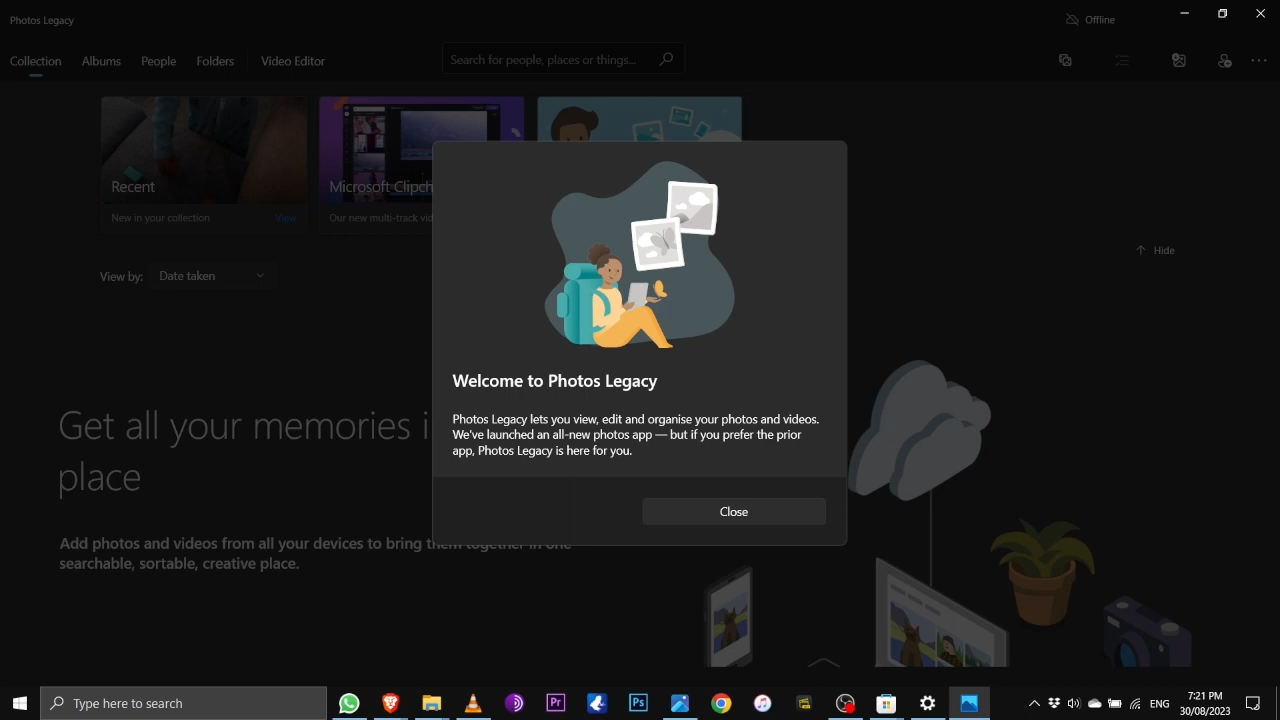 Photos Legacy
Offline
Collection
Albums
People
Folders
Video Editor
Search for people, places or things...
Recent
New in your collection
View
Microsoft Clipch
Our new multi-track vid
Hide
View by:
Date taken
Get all your memories i
place
Add photos and videos from all your devices to bring them together in one
searchable, sortable, creative place.
Welcome to Photos Legacy
Photos Legacy lets you view, edit and organise your photos and videos.
We've launched an all-new photos app — but if you prefer the prior
app, Photos Legacy is here for you.
Close
Type here to search
Pr
Ps
ENG
7:21 PM
30/08/2023